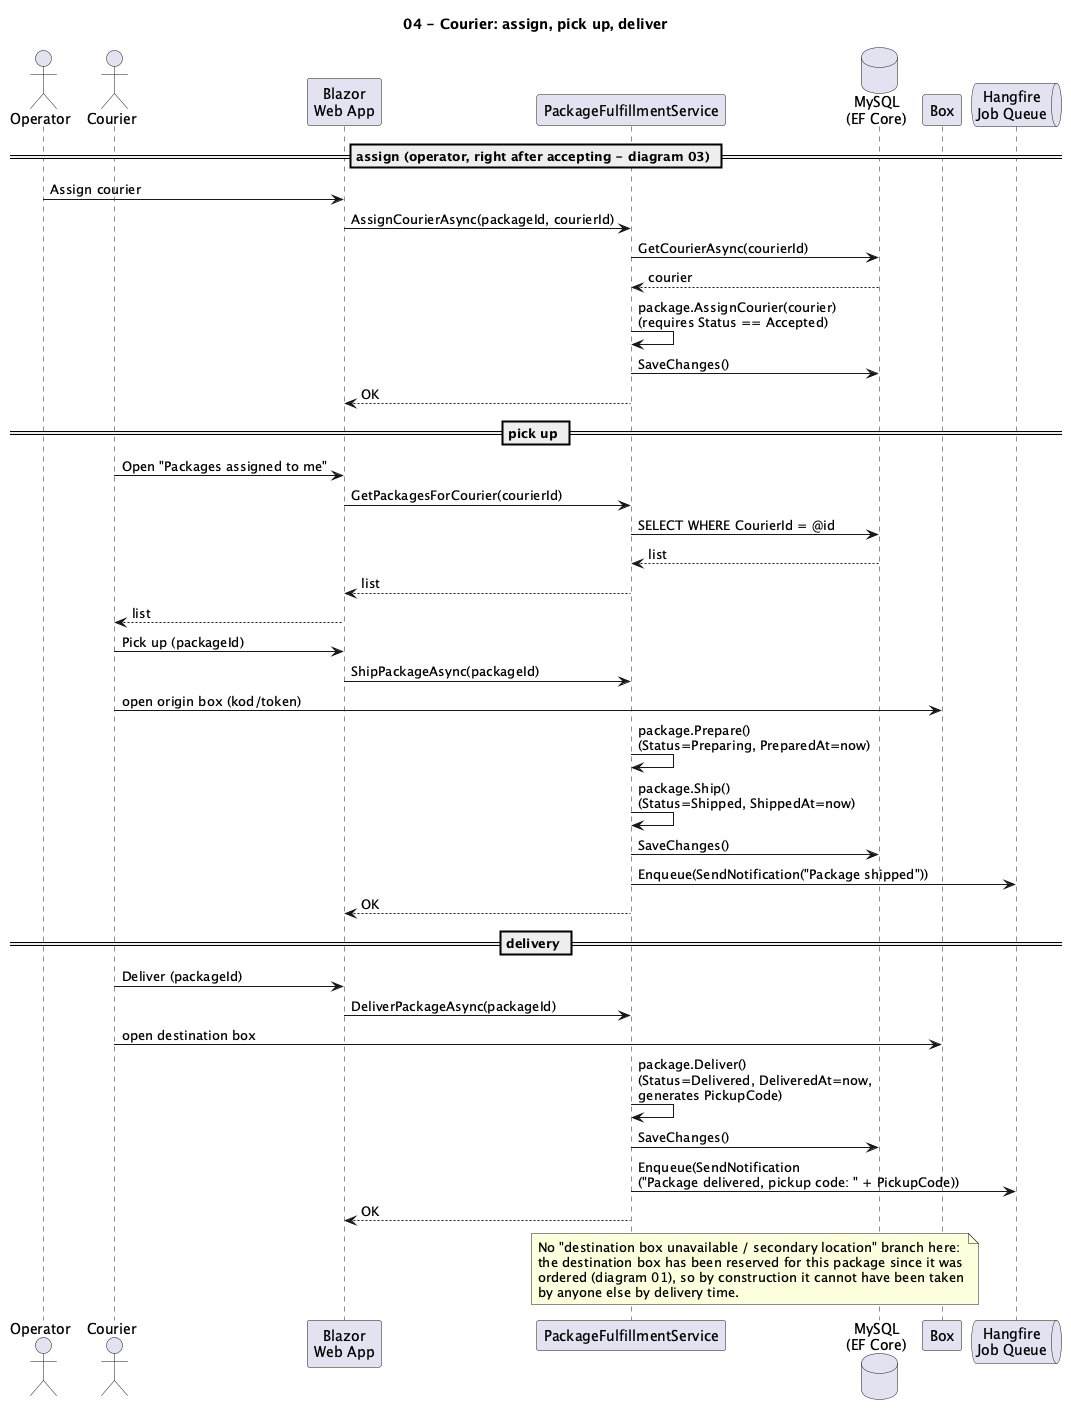 04 - Courier: assign, pick up, deliver
Operator
Courier
Blazor
Web App
PackageFulfillmentService
MySQL
(EF Core)
Box
Hangfire
Job Queue
assign (operator, right after accepting - diagram 03)
Assign courier
AssignCourierAsync(packageId, courierId)
GetCourierAsync(courierId)
courier
package.AssignCourier(courier)
(requires Status == Accepted)
SaveChanges()
OK
pick up
Open "Packages assigned to me"
GetPackagesForCourier(courierId)
SELECT WHERE CourierId = @id
list
list
list
Pick up (packageId)
ShipPackageAsync(packageId)
open origin box (kod/token)
package.Prepare()
(Status=Preparing, PreparedAt=now)
package.Ship()
(Status=Shipped, ShippedAt=now)
SaveChanges()
Enqueue(SendNotification("Package shipped"))
OK
delivery
Deliver (packageId)
DeliverPackageAsync(packageId)
open destination box
package.Deliver()
(Status=Delivered, DeliveredAt=now,
generates PickupCode)
SaveChanges()
Enqueue(SendNotification
("Package delivered, pickup code: " + PickupCode))
OK
No "destination box unavailable / secondary location" branch here:
the destination box has been reserved for this package since it was
ordered (diagram 01), so by construction it cannot have been taken
by anyone else by delivery time.
Operator
Courier
Blazor
Web App
PackageFulfillmentService
MySQL
(EF Core)
Box
Hangfire
Job Queue